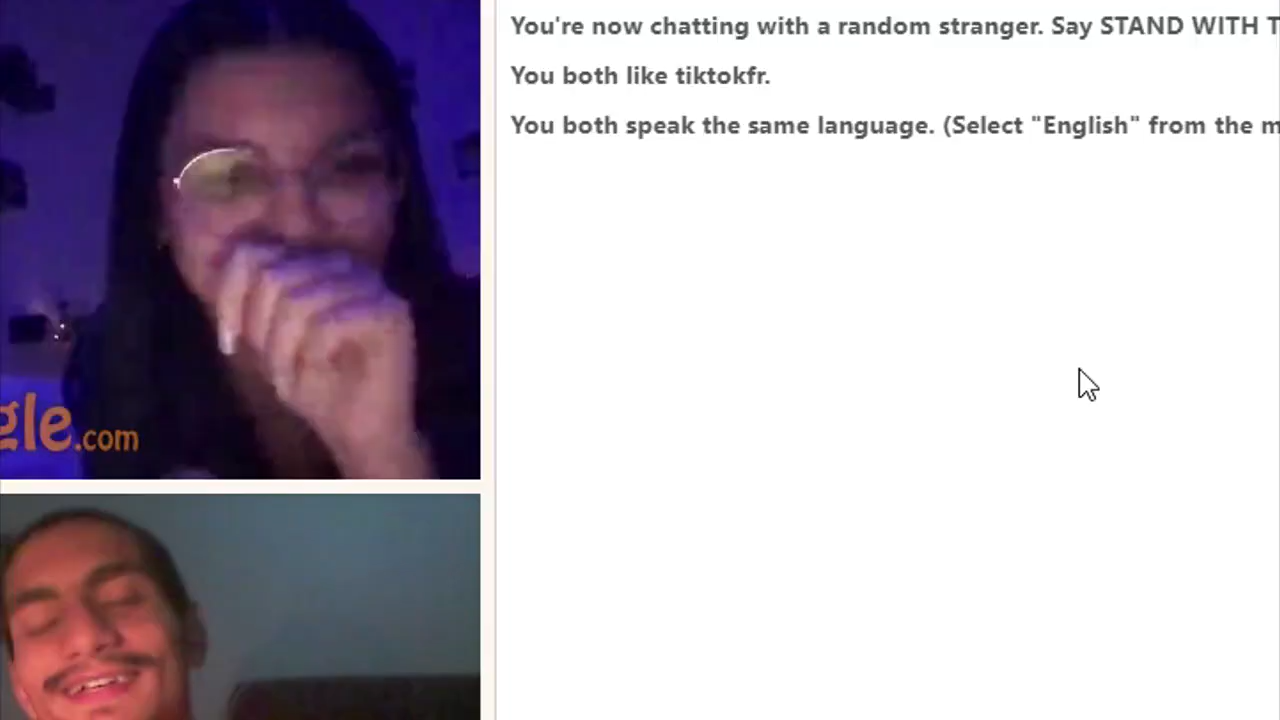 You're now chatting with a random stranger. Say STAND WITH T
You both like tiktokfr.
You both speak the same language. (Select "English" from the m
gle.com